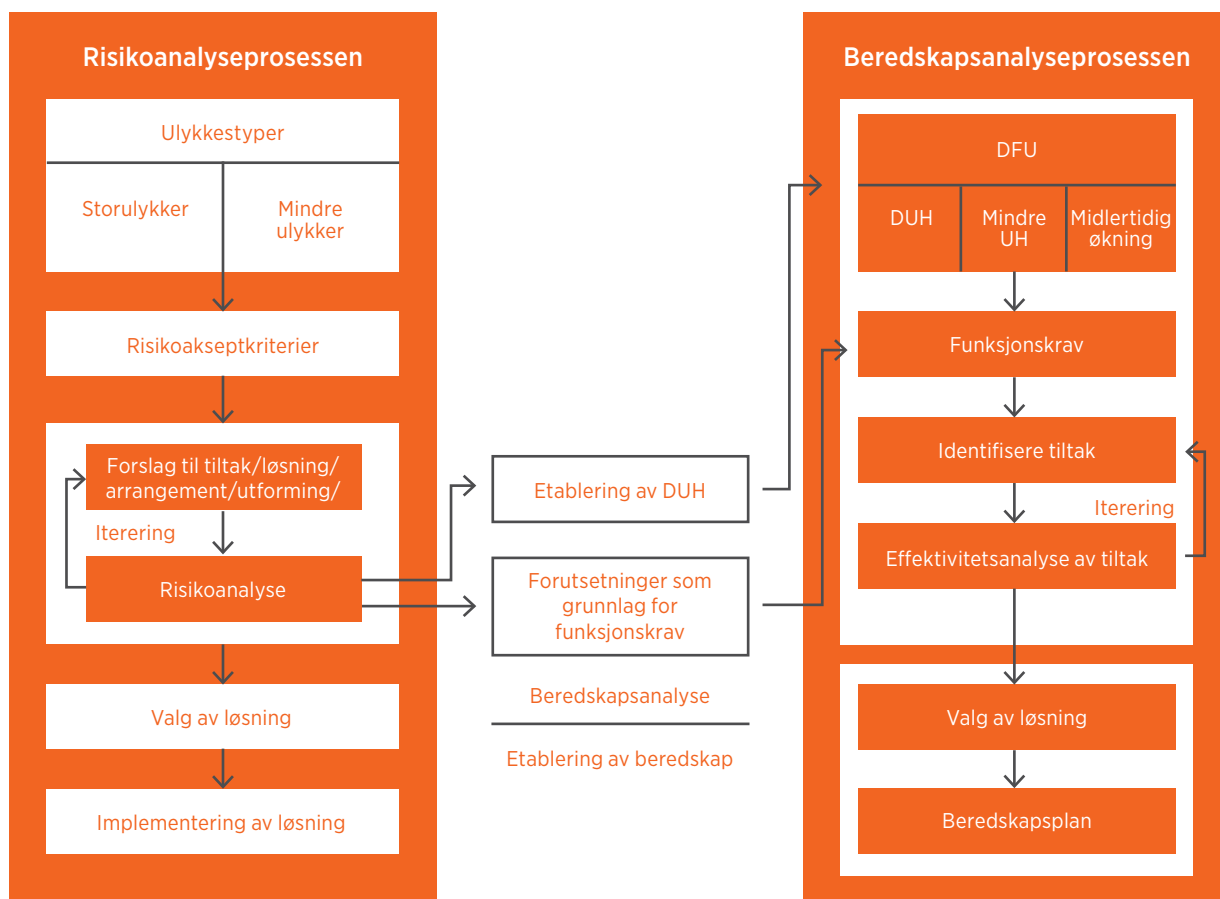 Risikoanalyseprosessen
Ulykkestyper
Storulykker
Mindre
ulykker
Risikoakseptkriterier
Forslag til tiltak/løsning/
arrangement/utforming/
Iterering
Risikoanalyse
Valg av løsning
Implementering av løsning
Etablering av DUH
Forutsetninger som
grunnlag for
funksjonskrav
Beredskapsanalyse
Etablering av beredskap
Beredskapsanalyseprosessen
DFU
DUH
Mindre
UH
Midlertidig
økning
Funksjonskrav
Identifisere tiltak
Iterering
Effektivitetsanalyse av tiltak
Valg av løsning
Beredskapsplan